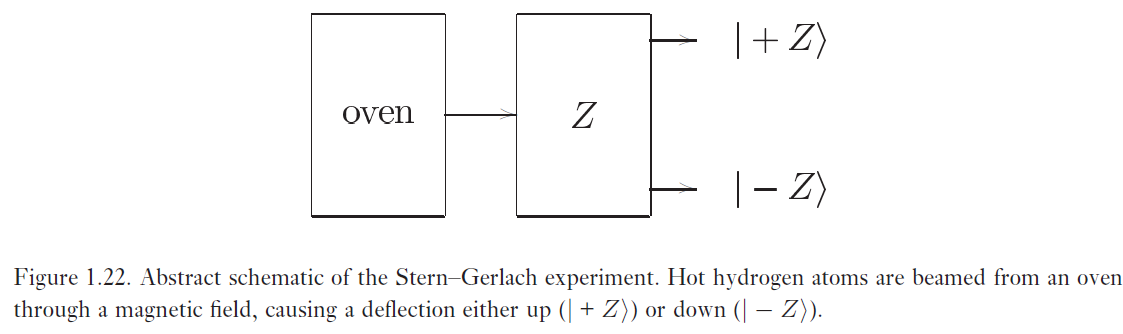 | + Z⟩
oven
Z
| − Z⟩
Figure 1.22. Abstract schematic of the Stern–Gerlach experiment. Hot hydrogen atoms are beamed from an oven
through a magnetic field, causing a deflection either up (| + Z⟩) or down (| − Z⟩).